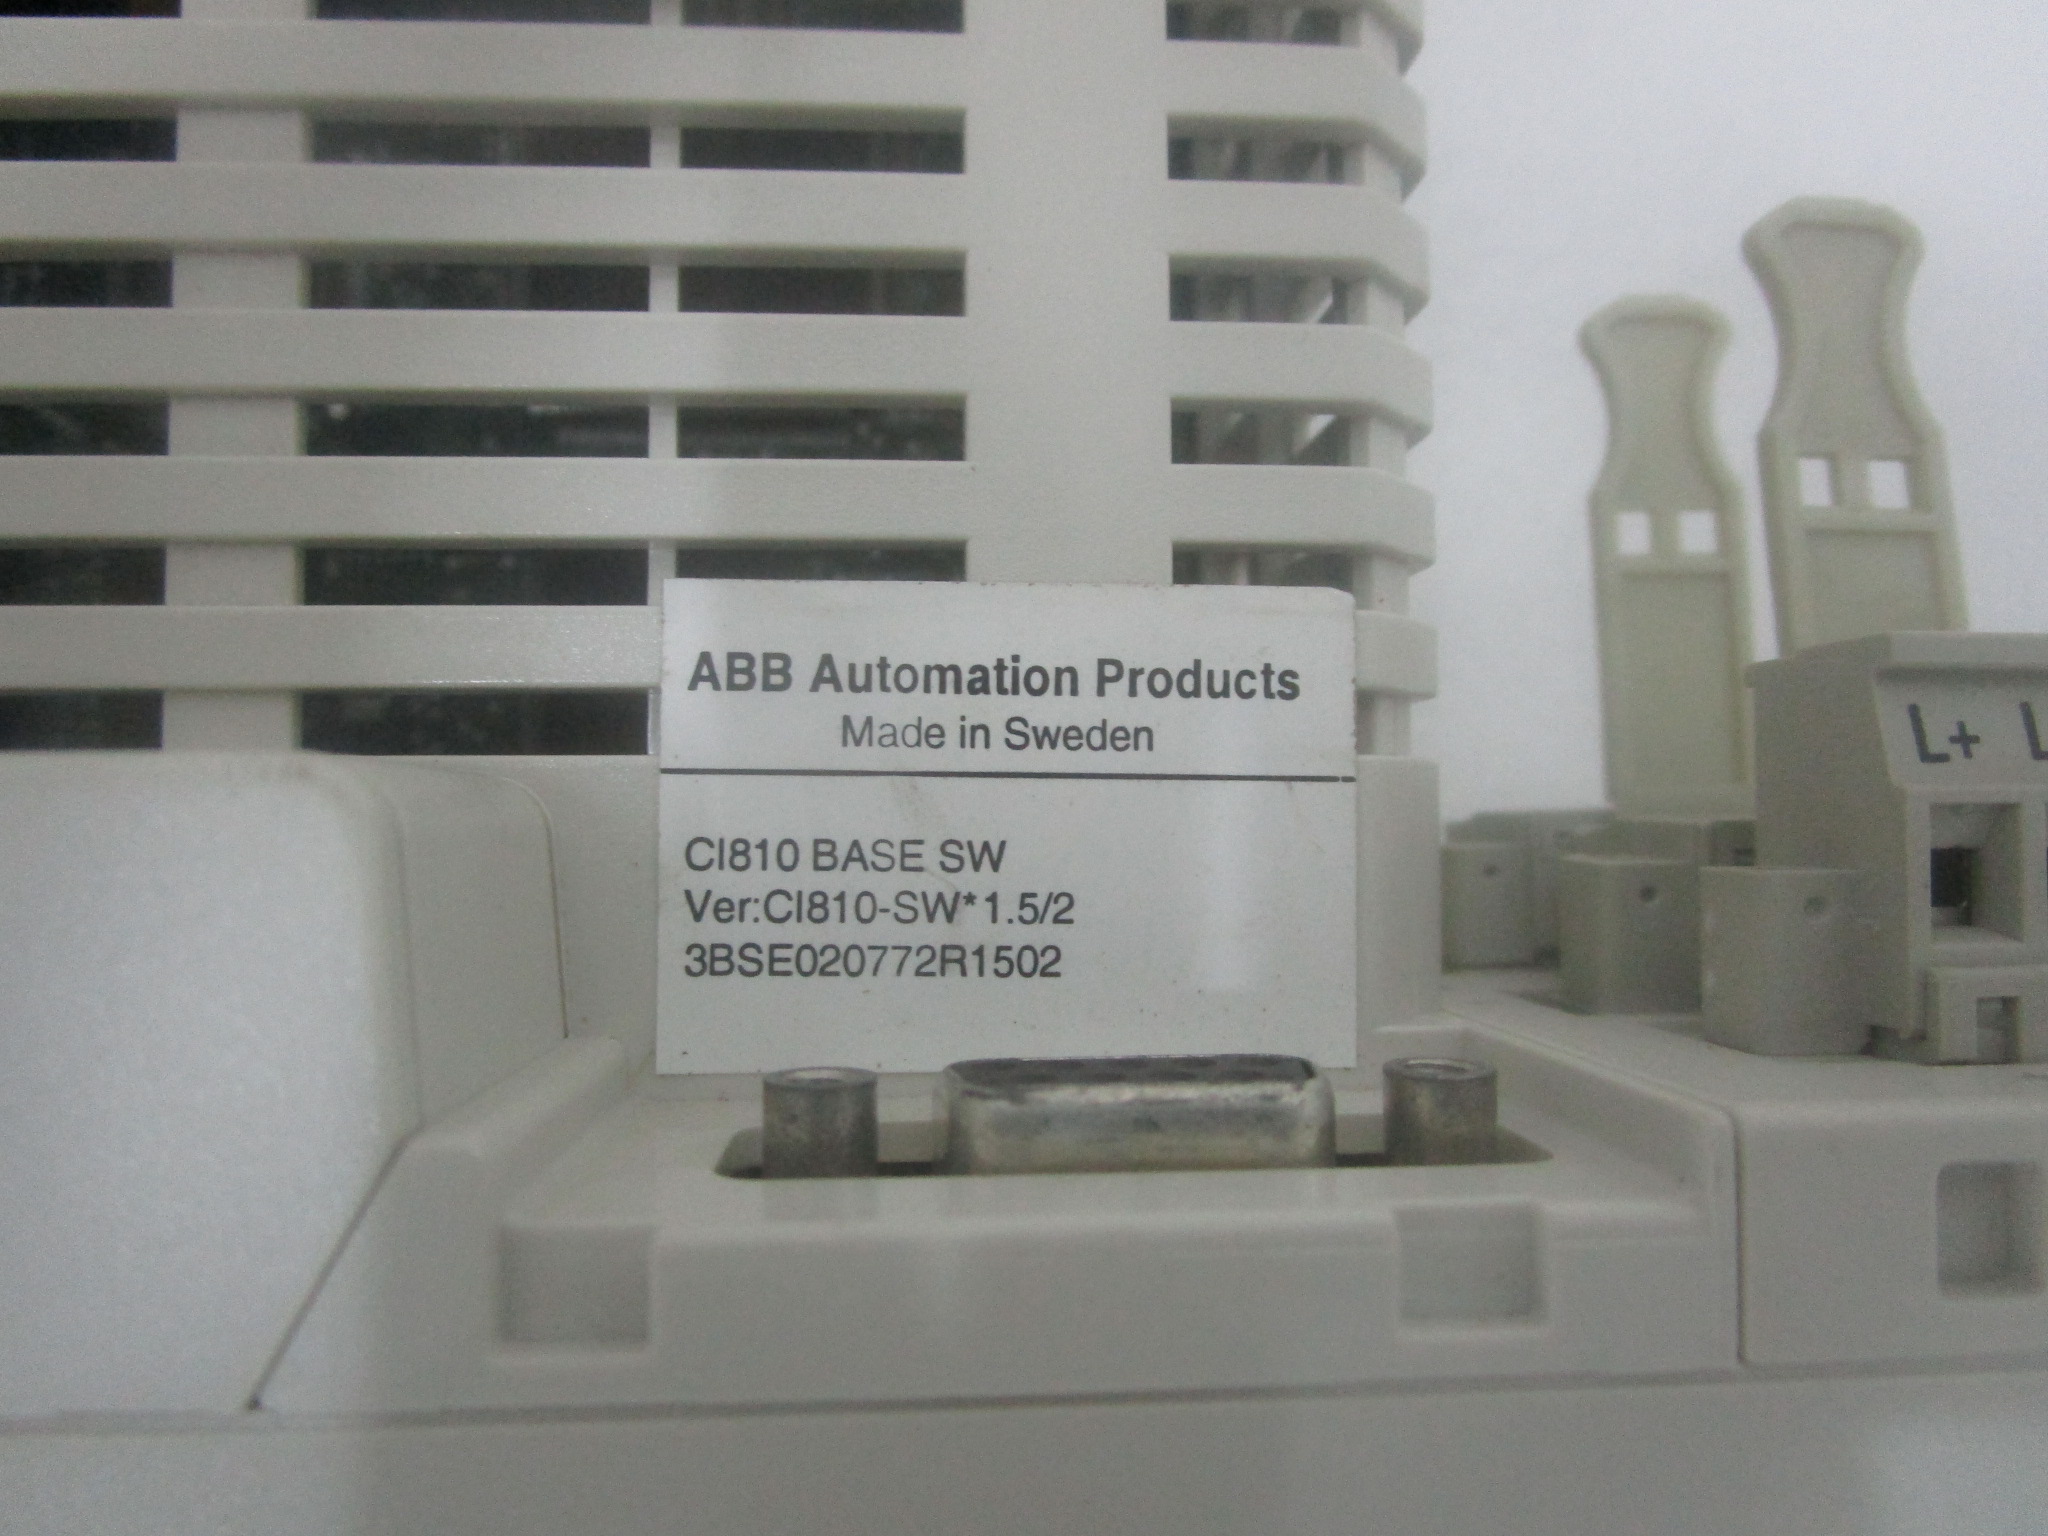 ABB Automation Products
Made in Sweden
CI810 BASE SW
Ver:CI810-SW*1.5/2
3BSE020772R1502
L+